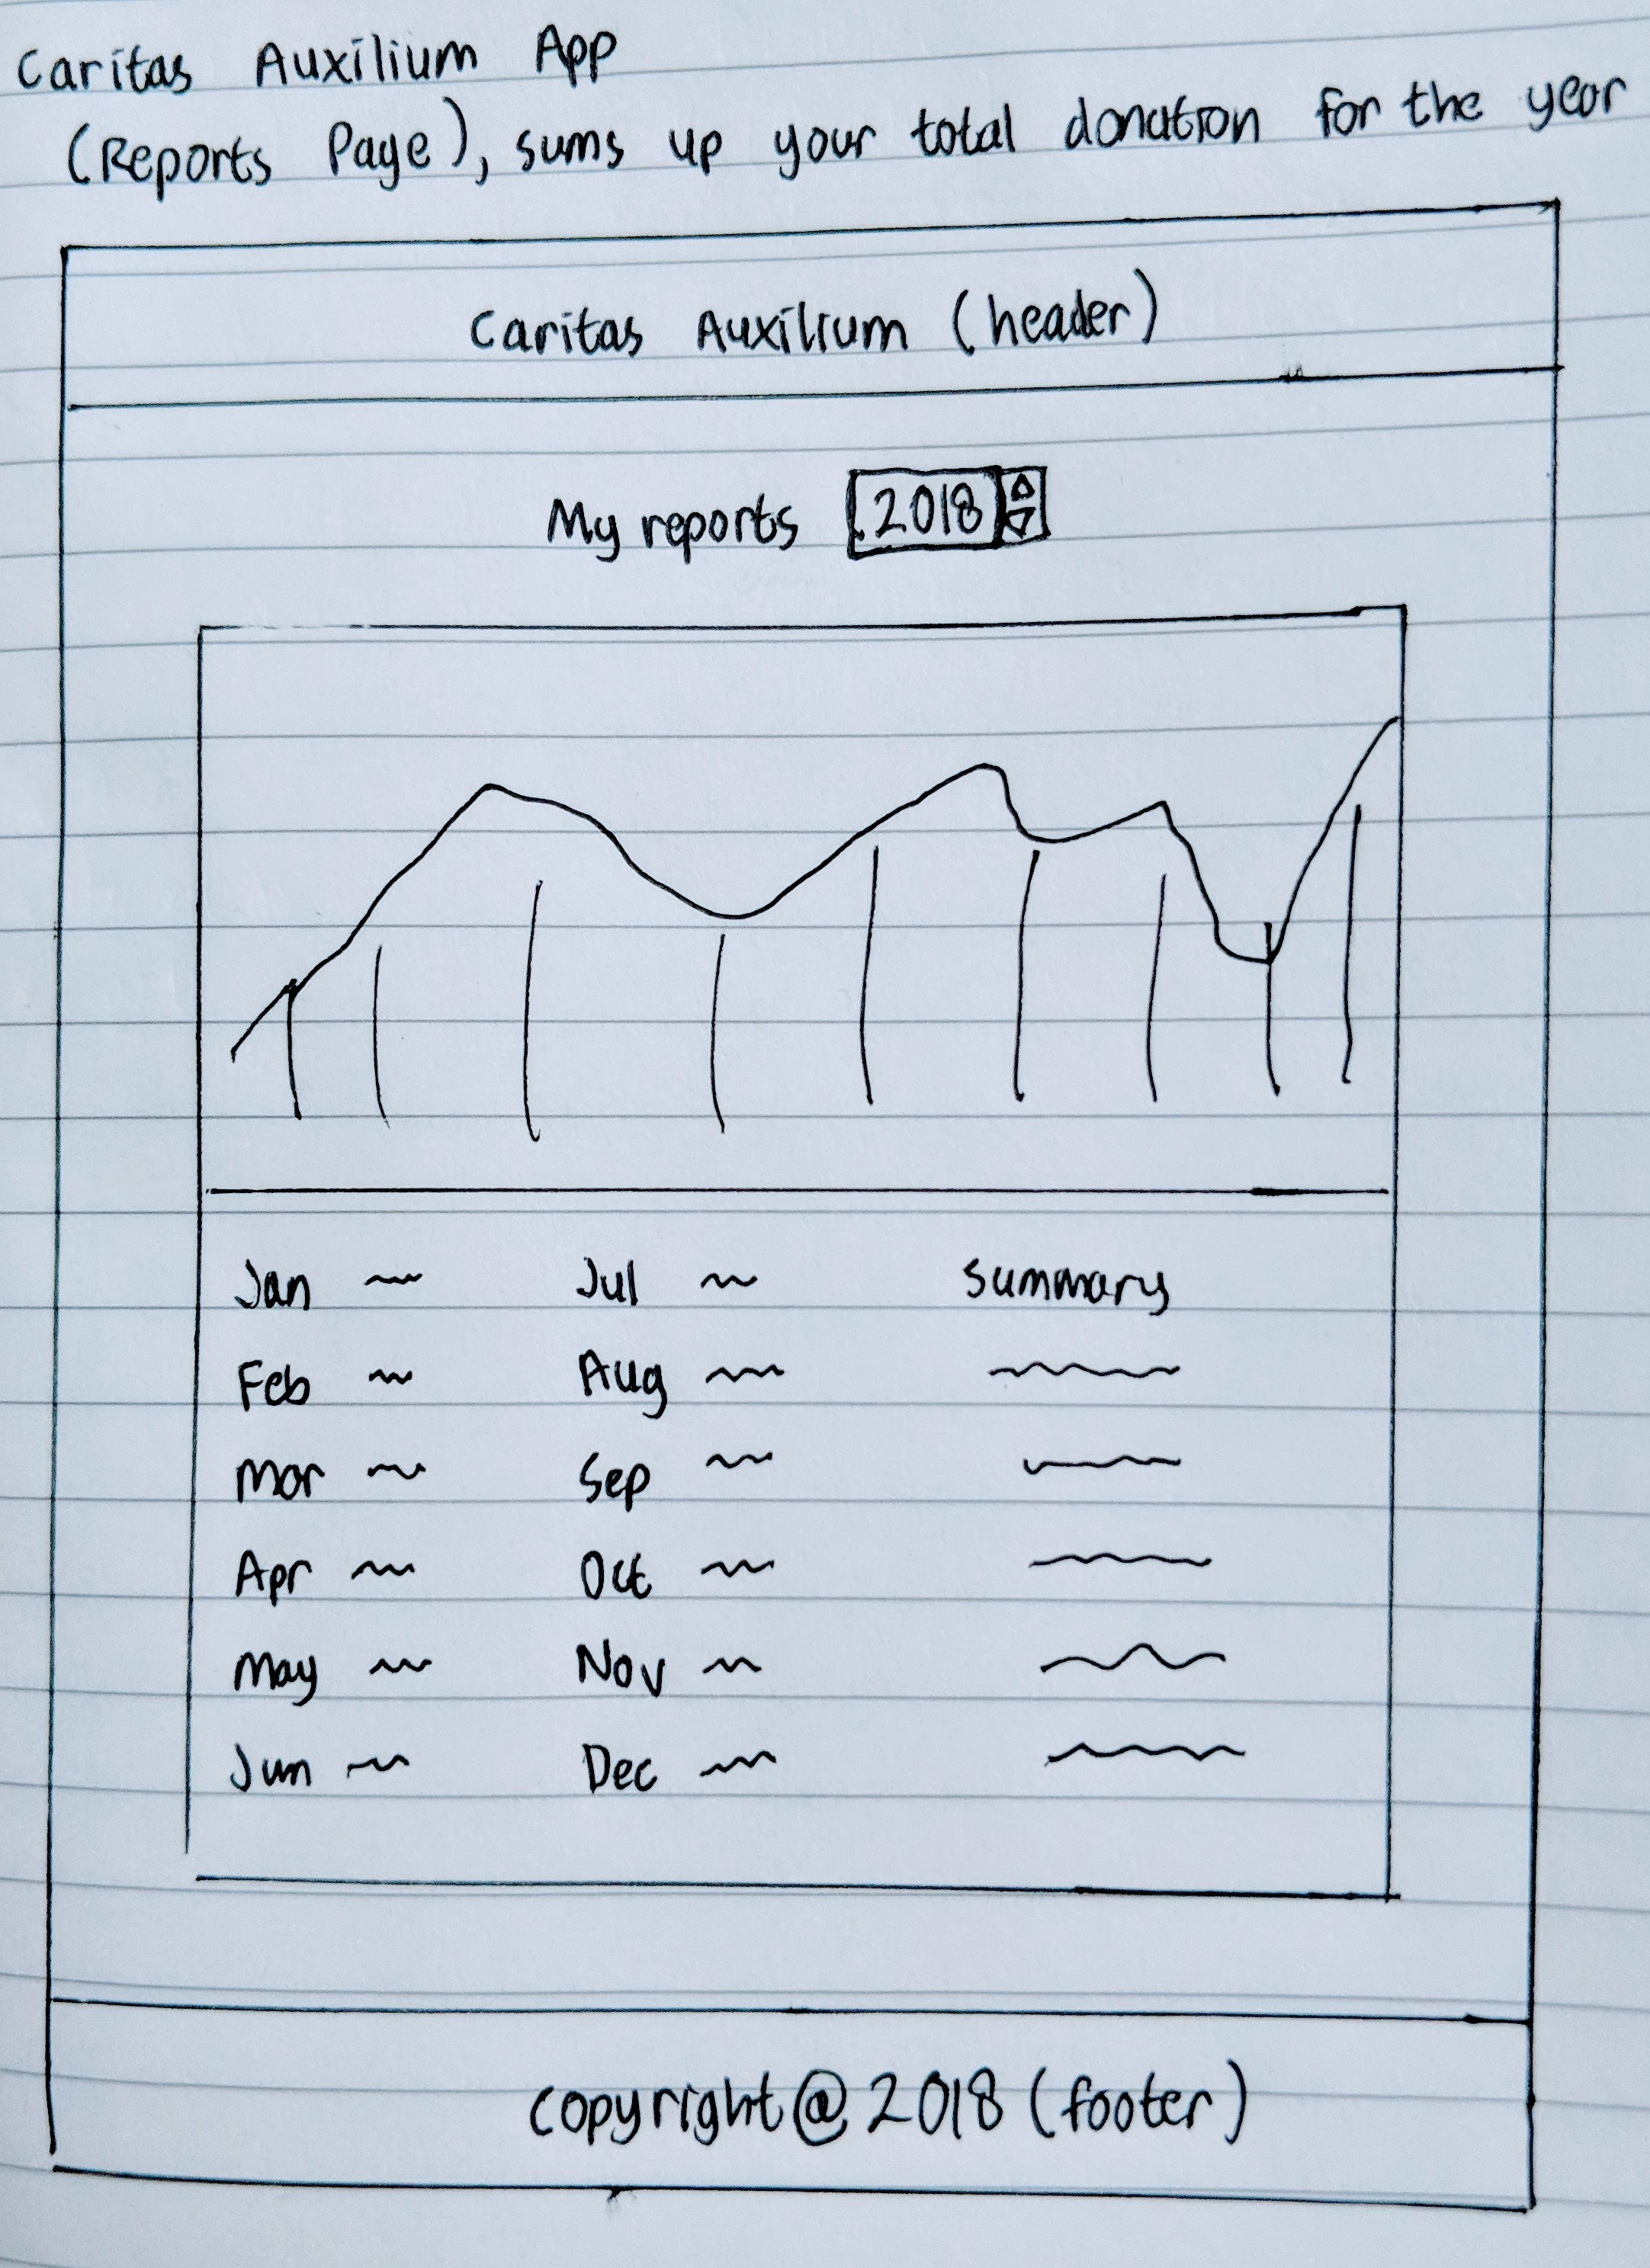 Caritas Auxilium App
(Reports Page), sums up your total donation for the year
Caritas Auxilium (header)
My reports 2018
Jan Jul Summary
Feb Aug
Mar Sep
Apr Oct
May Nov
Jun Dec
copyright@2018 (footer)